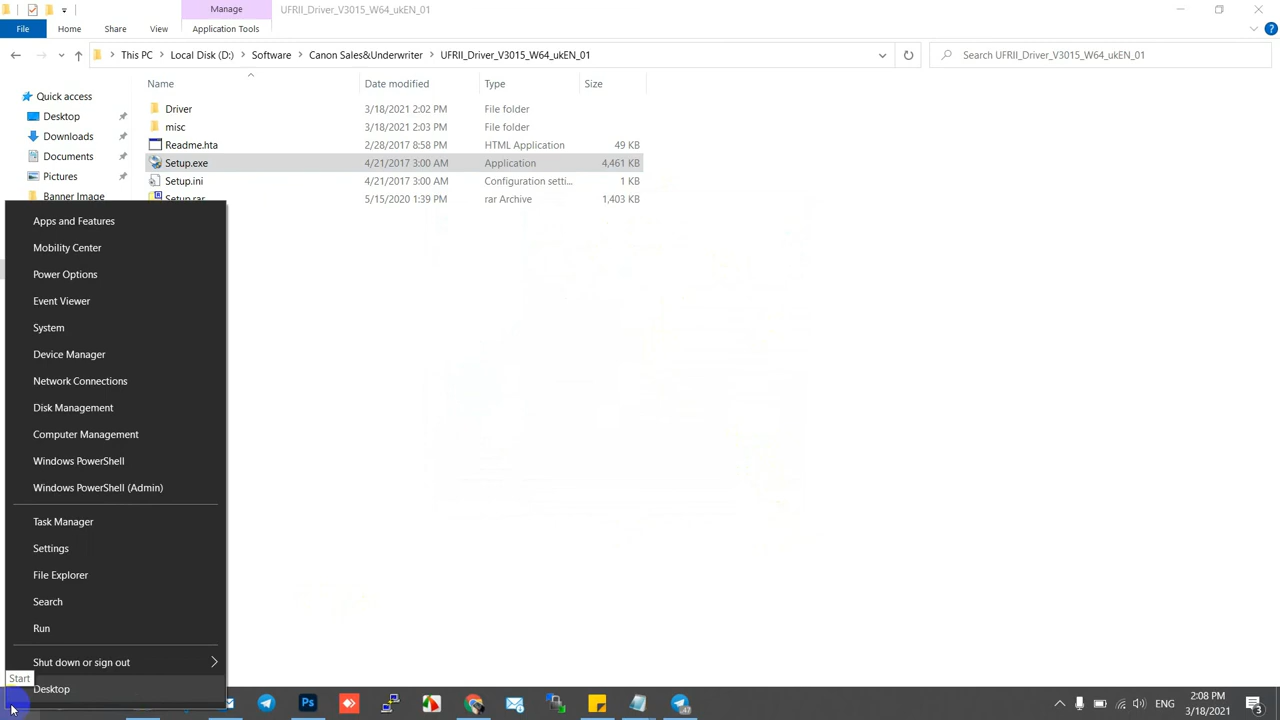 Manage
UFRII_Driver_V3015_W64_ukEN_01
File
Home
Share
View
Application Tools
This PC
Local Disk (D:)
Software
Canon Sales&Underwriter
UFRII_Driver_V3015_W64_ukEN_01
Search UFRII_Driver_V3015_W64_ukEN_01
Name
Date modified
Type
Size
Quick access
Desktop
Downloads
Documents
Pictures
Banner Image
Driver 3/18/2021 2:02 PM File folder
misc 3/18/2021 2:03 PM File folder
Readme.hta 2/28/2017 8:58 PM HTML Application 49 KB
Setup.exe 4/21/2017 3:00 AM Application 4,461 KB
Setup.ini 4/21/2017 3:00 AM Configuration setti... 1 KB
Setup.rar 5/15/2020 1:39 PM rar Archive 1,403 KB
Apps and Features
Mobility Center
Power Options
Event Viewer
System
Device Manager
Network Connections
Disk Management
Computer Management
Windows PowerShell
Windows PowerShell (Admin)
Task Manager
Settings
File Explorer
Search
Run
Shut down or sign out
Start
Desktop
Ps
2:08 PM
3/18/2021
3